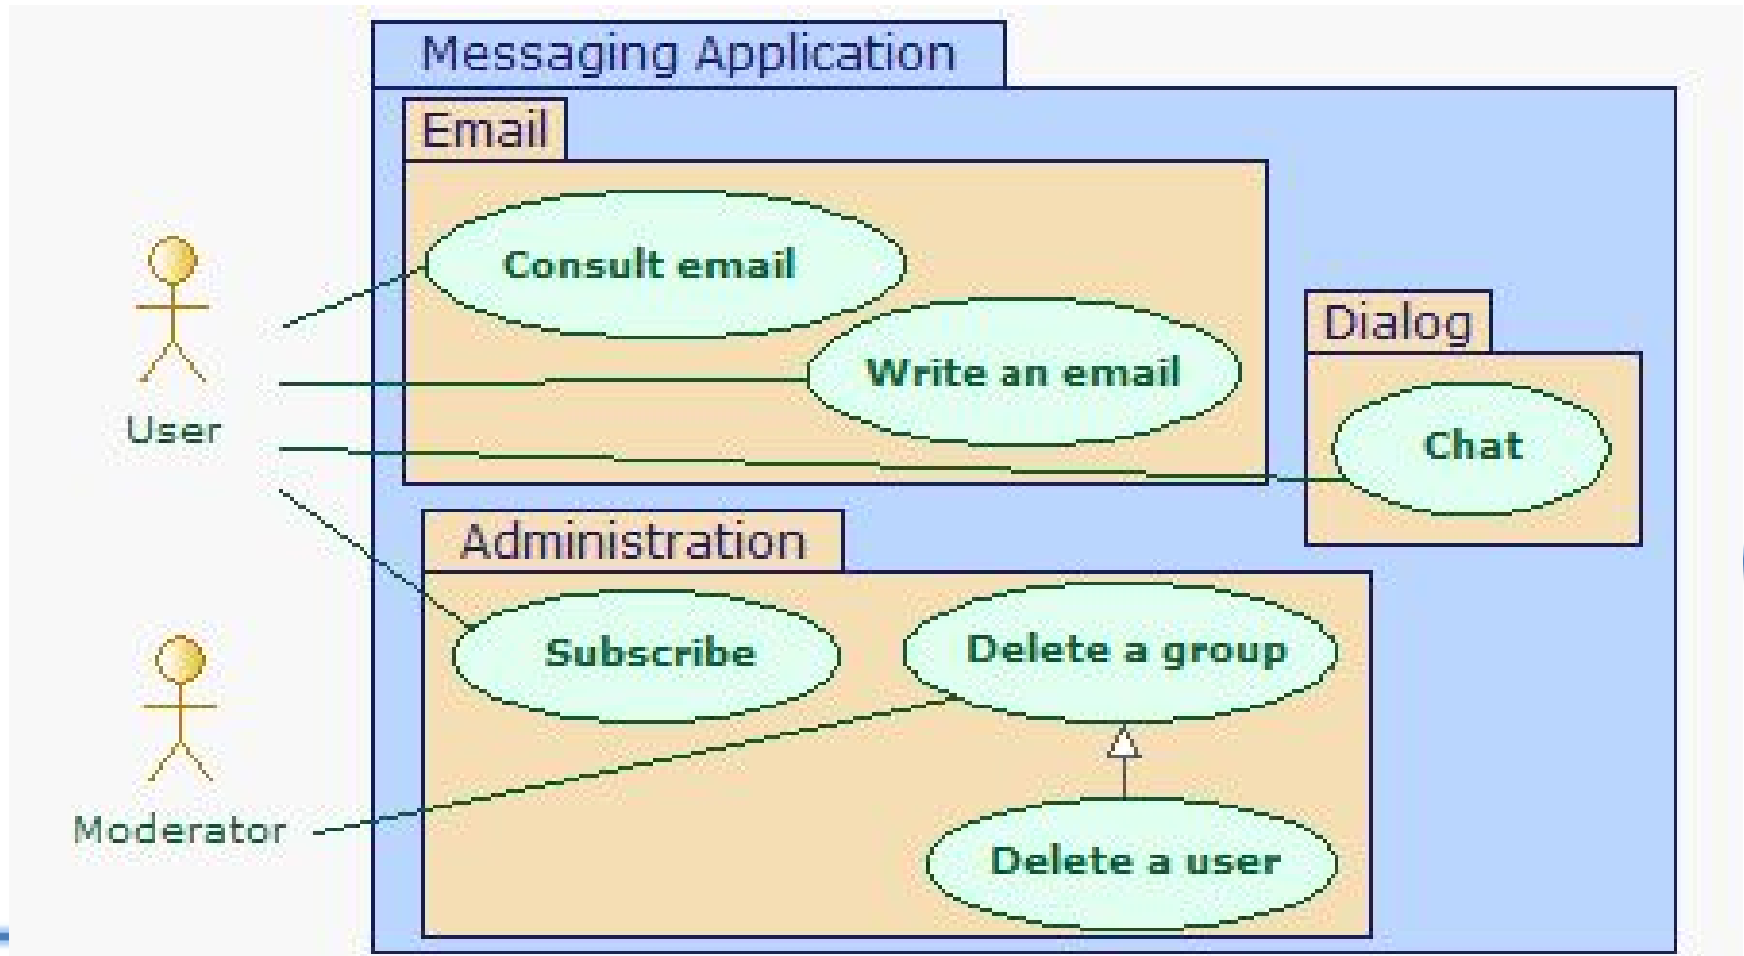 Messaging Application
Email
Consult email
Write an email
Dialog
Chat
User
Administration
Subscribe
Delete a group
Moderator
Delete a user